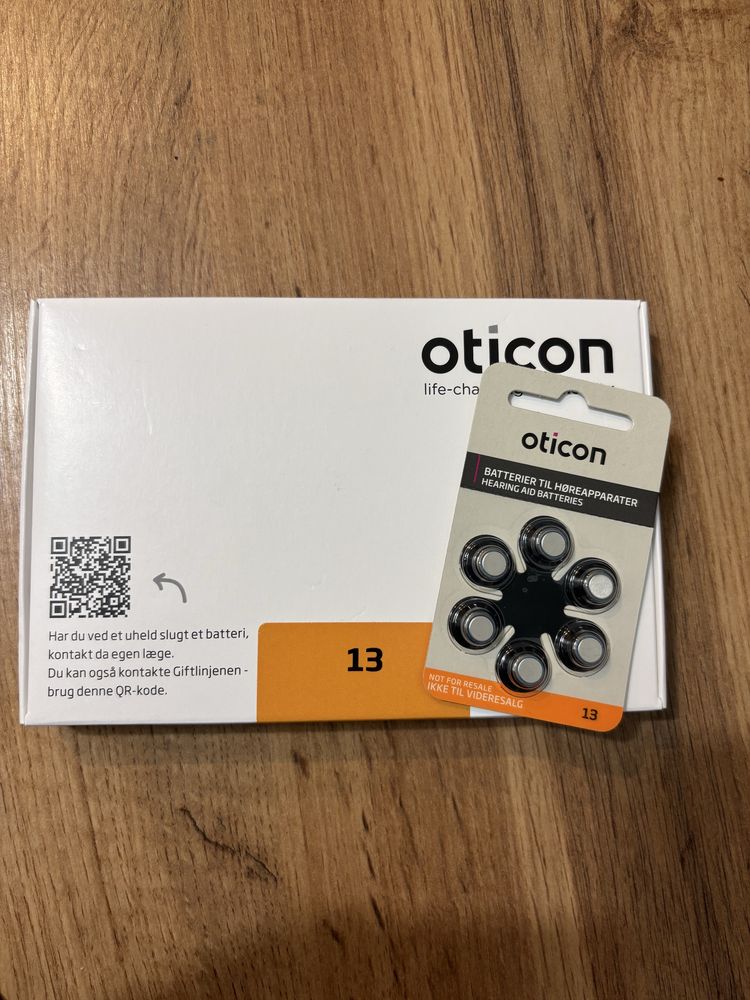 oticon
oticon
BATTERIER TIL HØREAPPARATER
HEARING AID BATTERIES
Har du ved et uheld slugt et batteri,
kontakt da egen læge.
Du kan også kontakte Giftlinjenen -
brug denne QR-kode.
13
NOT FOR RESALE
IKKE TIL VIDERESALG
13